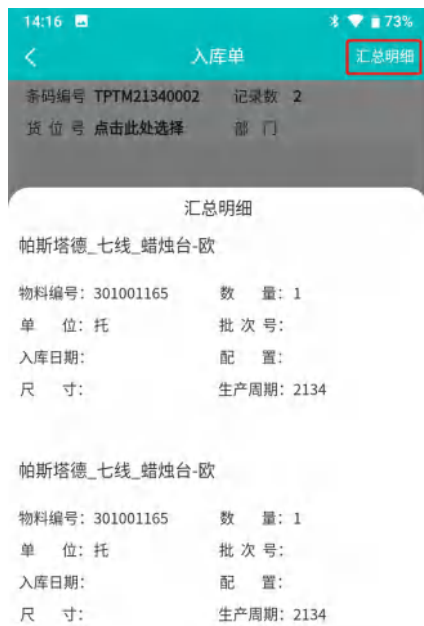 14:16 73%
入库单 汇总明细
条码编号 TPTM21340002 记录数 2
货位号 点击此处选择 部门
汇总明细
帕斯塔德_七线_蜡烛台-欧
物料编号：301001165 数量：1
单位：托 批次号：
入库日期： 配置：
尺寸： 生产周期：2134
帕斯塔德_七线_蜡烛台-欧
物料编号：301001165 数量：1
单位：托 批次号：
入库日期： 配置：
尺寸： 生产周期：2134